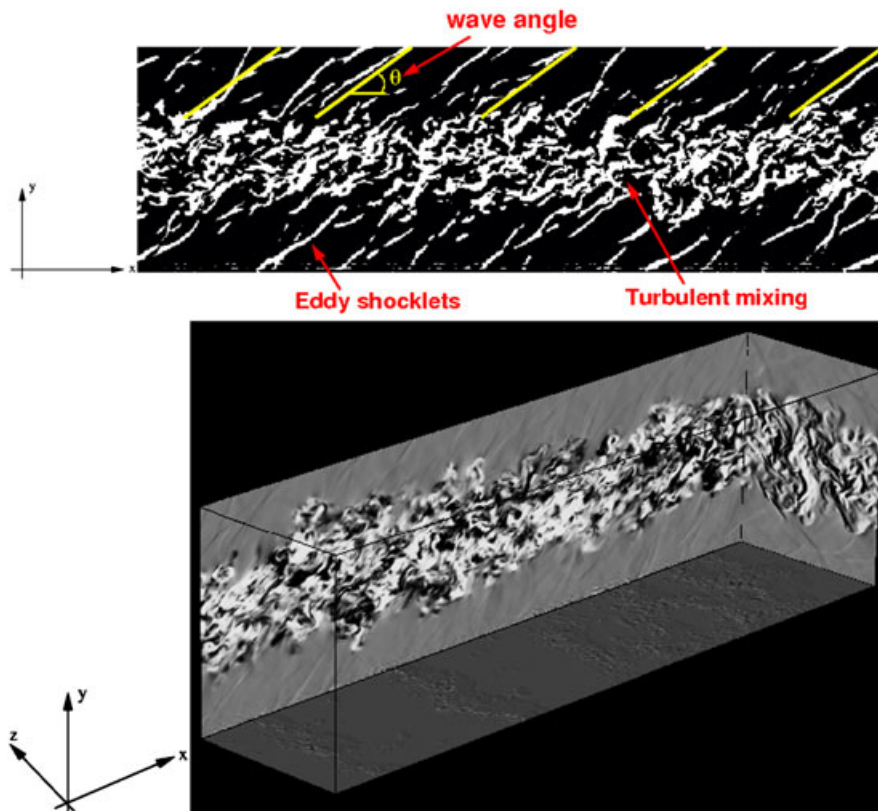 wave angle
θ
y
x
Eddy shocklets
Turbulent mixing
y
z
x